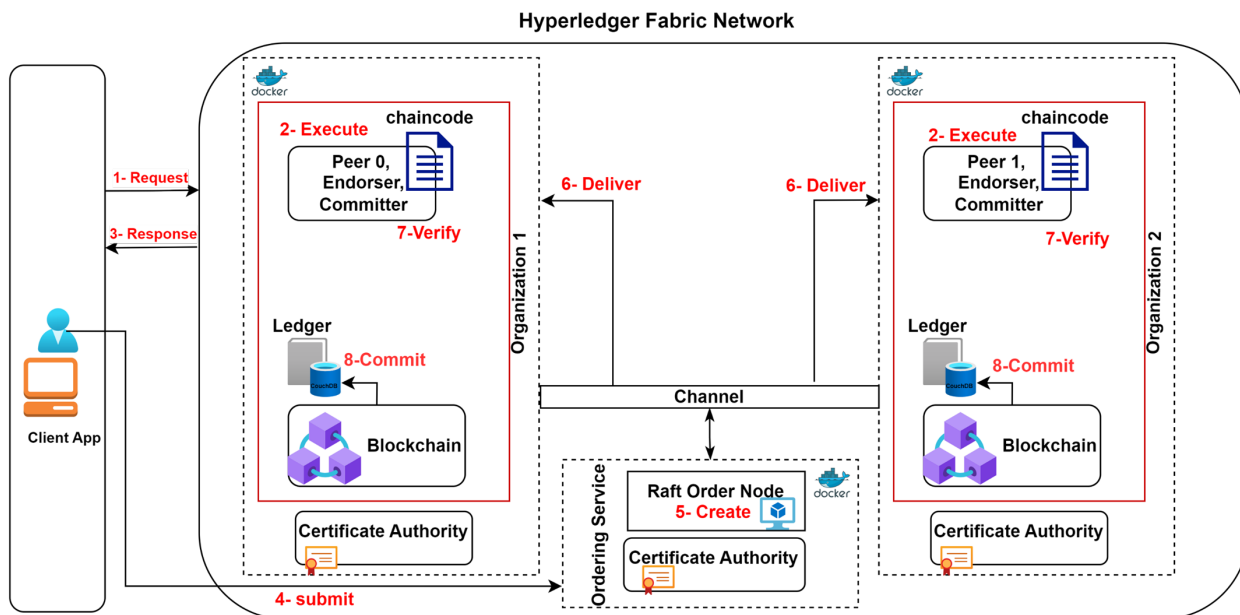 Hyperledger Fabric Network
1- Request
3- Response
Client App
4- submit
docker
2- Execute
chaincode
Peer 0,
Endorser,
Committer
7-Verify
Organization 1
Ledger
CouchDB
8-Commit
Blockchain
Certificate Authority
6- Deliver
6- Deliver
Channel
Ordering Service
Raft Order Node
5- Create
docker
Certificate Authority
docker
2- Execute
chaincode
Peer 1,
Endorser,
Committer
7-Verify
Organization 2
Ledger
CouchDB
8-Commit
Blockchain
Certificate Authority